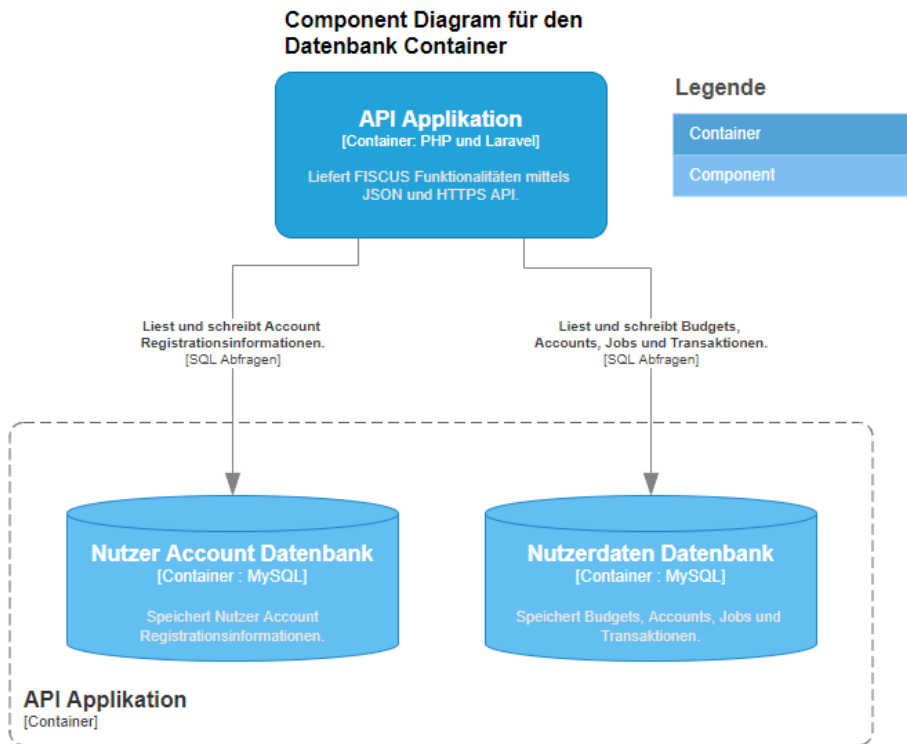 Component Diagram für den
Datenbank Container
API Applikation
[Container: PHP und Laravel]
Liefert FISCUS Funktionalitäten mittels
JSON und HTTPS API.
Legende
Container
Component
Liest und schreibt Account
Registrationsinformationen.
[SQL Abfragen]
Liest und schreibt Budgets,
Accounts, Jobs und Transaktionen.
[SQL Abfragen]
Nutzer Account Datenbank
[Container : MySQL]
Speichert Nutzer Account
Registrationsinformationen.
Nutzerdaten Datenbank
[Container : MySQL]
Speichert Budgets, Accounts, Jobs und
Transaktionen.
API Applikation
[Container]